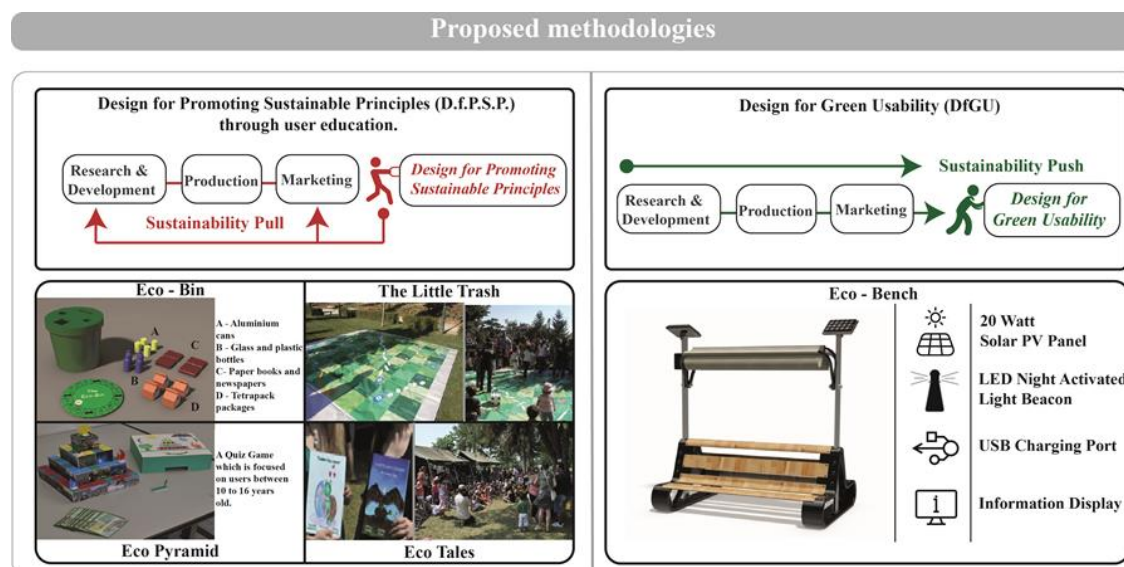 Proposed methodologies
Design for Promoting Sustainable Principles (D.f.P.S.P.)
through user education.
Research &
Development
Production
Marketing
Design for Promoting
Sustainable Principles
Sustainability Pull
Eco - Bin
A
B
C
D
A - Aluminium
cans
B - Glass and plastic
bottles
C- Paper books and
newspapers
D - Tetrapack
packages
The Little Trash
A Quiz Game
which is focused
on users between
10 to 16 years
old.
Eco Pyramid
Eco Tales
Design for Green Usability (DfGU)
Sustainability Push
Research &
Development
Production
Marketing
Design for
Green Usability
Eco - Bench
20 Watt
Solar PV Panel
LED Night Activated
Light Beacon
USB Charging Port
i
Information Display